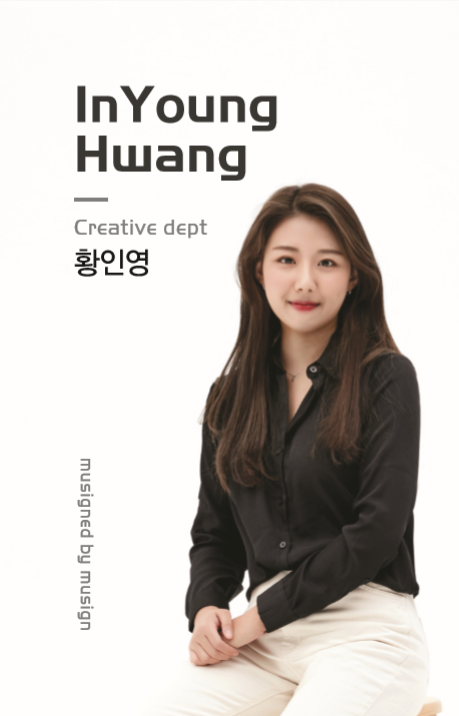 InYoung
Hwang
Creative dept
황인영
musigned by musign